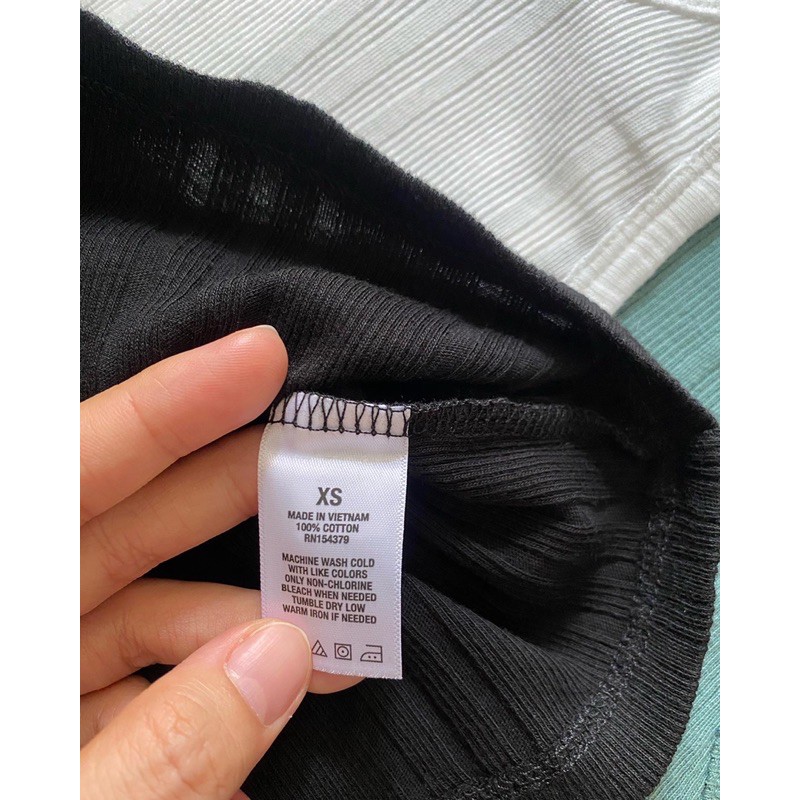 XS
MADE IN VIETNAM
100% COTTON
RN154379
MACHINE WASH COLD
WITH LIKE COLORS
ONLY NON-CHLORINE
BLEACH WHEN NEEDED
TUMBLE DRY LOW
WARM IRON IF NEEDED